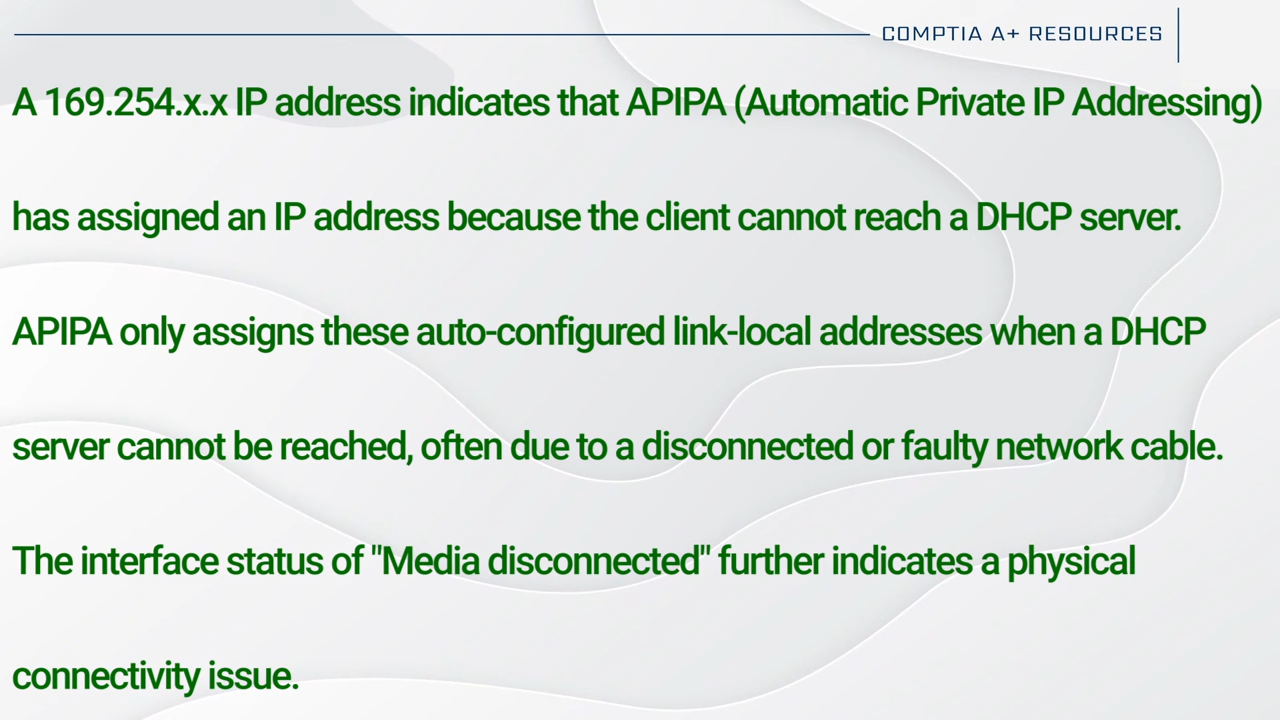 COMPTIA A+ RESOURCES
A 169.254.x.x IP address indicates that APIPA (Automatic Private IP Addressing)
has assigned an IP address because the client cannot reach a DHCP server.
APIPA only assigns these auto-configured link-local addresses when a DHCP
server cannot be reached, often due to a disconnected or faulty network cable.
The interface status of "Media disconnected" further indicates a physical
connectivity issue.